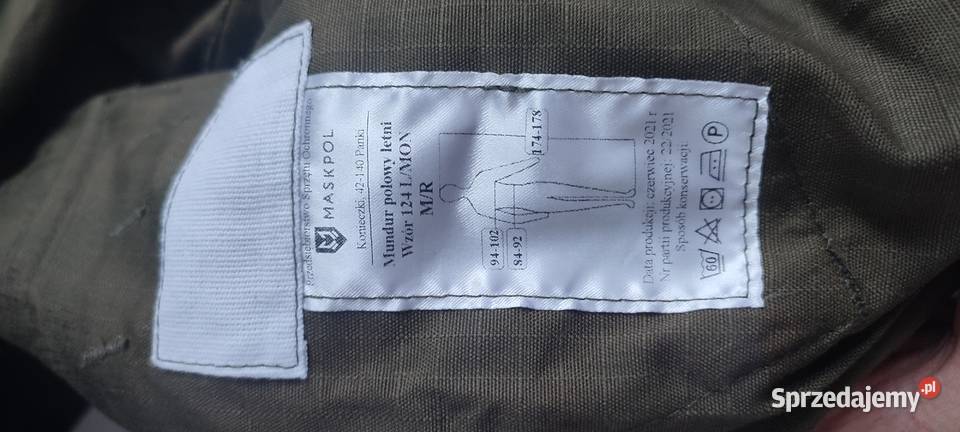 Przedsiębiorstwo Sprzętu Ochronnego
MASKPOL
Konieczki, 42-140 Panki
Mundur polowy letni
Wzór 124 L/MON
M/R
174-178
94-102
84-92
Data produkcji: czerwiec 2021 r
Nr partii produkcyjnej 22/2021
Sposób konserwacji
60
P
Sprzedajemy.pl